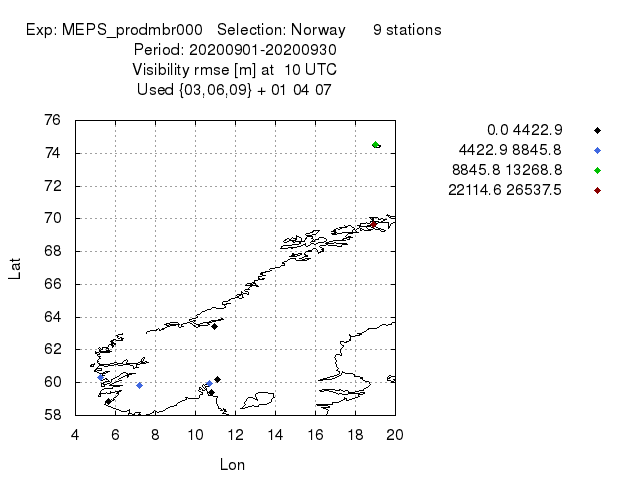 Exp: MEPS_prodmbr000 Selection: Norway 9 stations
Period: 20200901-20200930
Visibility rmse [m] at 10 UTC
Used {03,06,09} + 01 04 07
0.0 4422.9
4422.9 8845.8
8845.8 13268.8
22114.6 26537.5
76
74
72
70
68
66
64
62
60
58
Lat
4 6 8 10 12 14 16 18 20
Lon